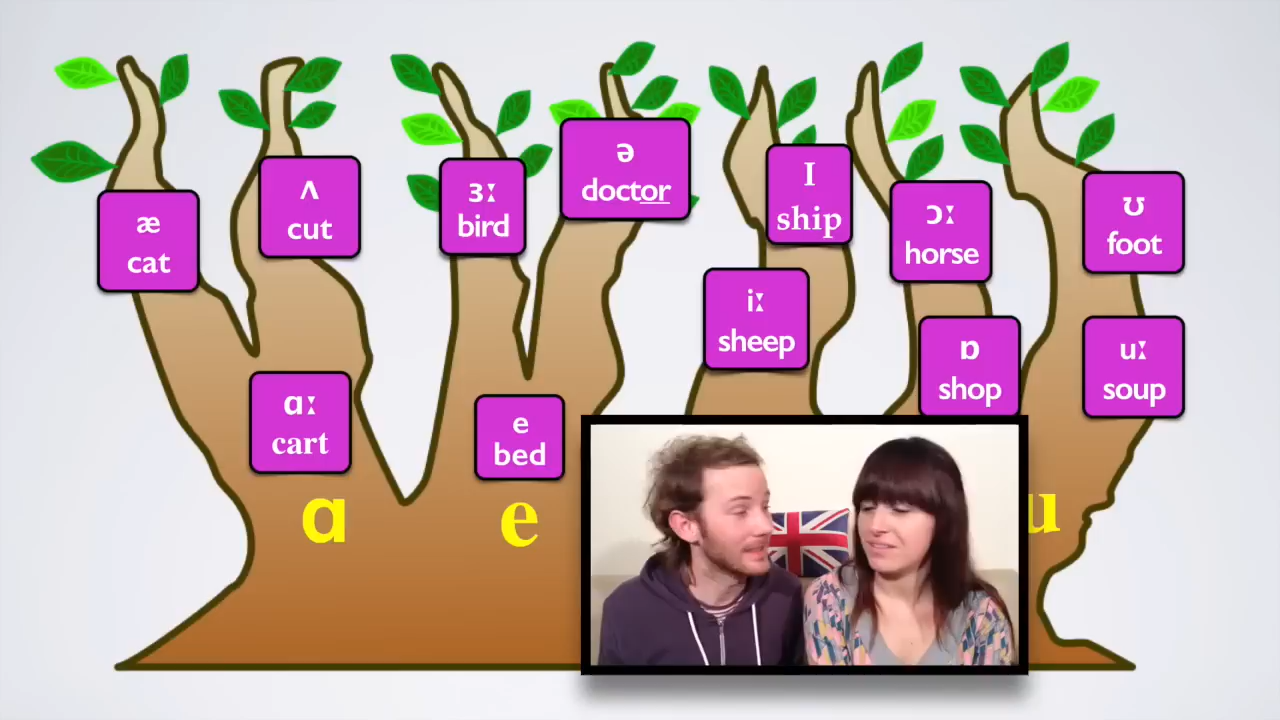 æ
cat
ʌ
cut
ɜː
bird
ə
doctor
I
ship
ɔː
horse
ʊ
foot
iː
sheep
ɒ
shop
uː
soup
ɑː
cart
e
bed
ɑ
e
u